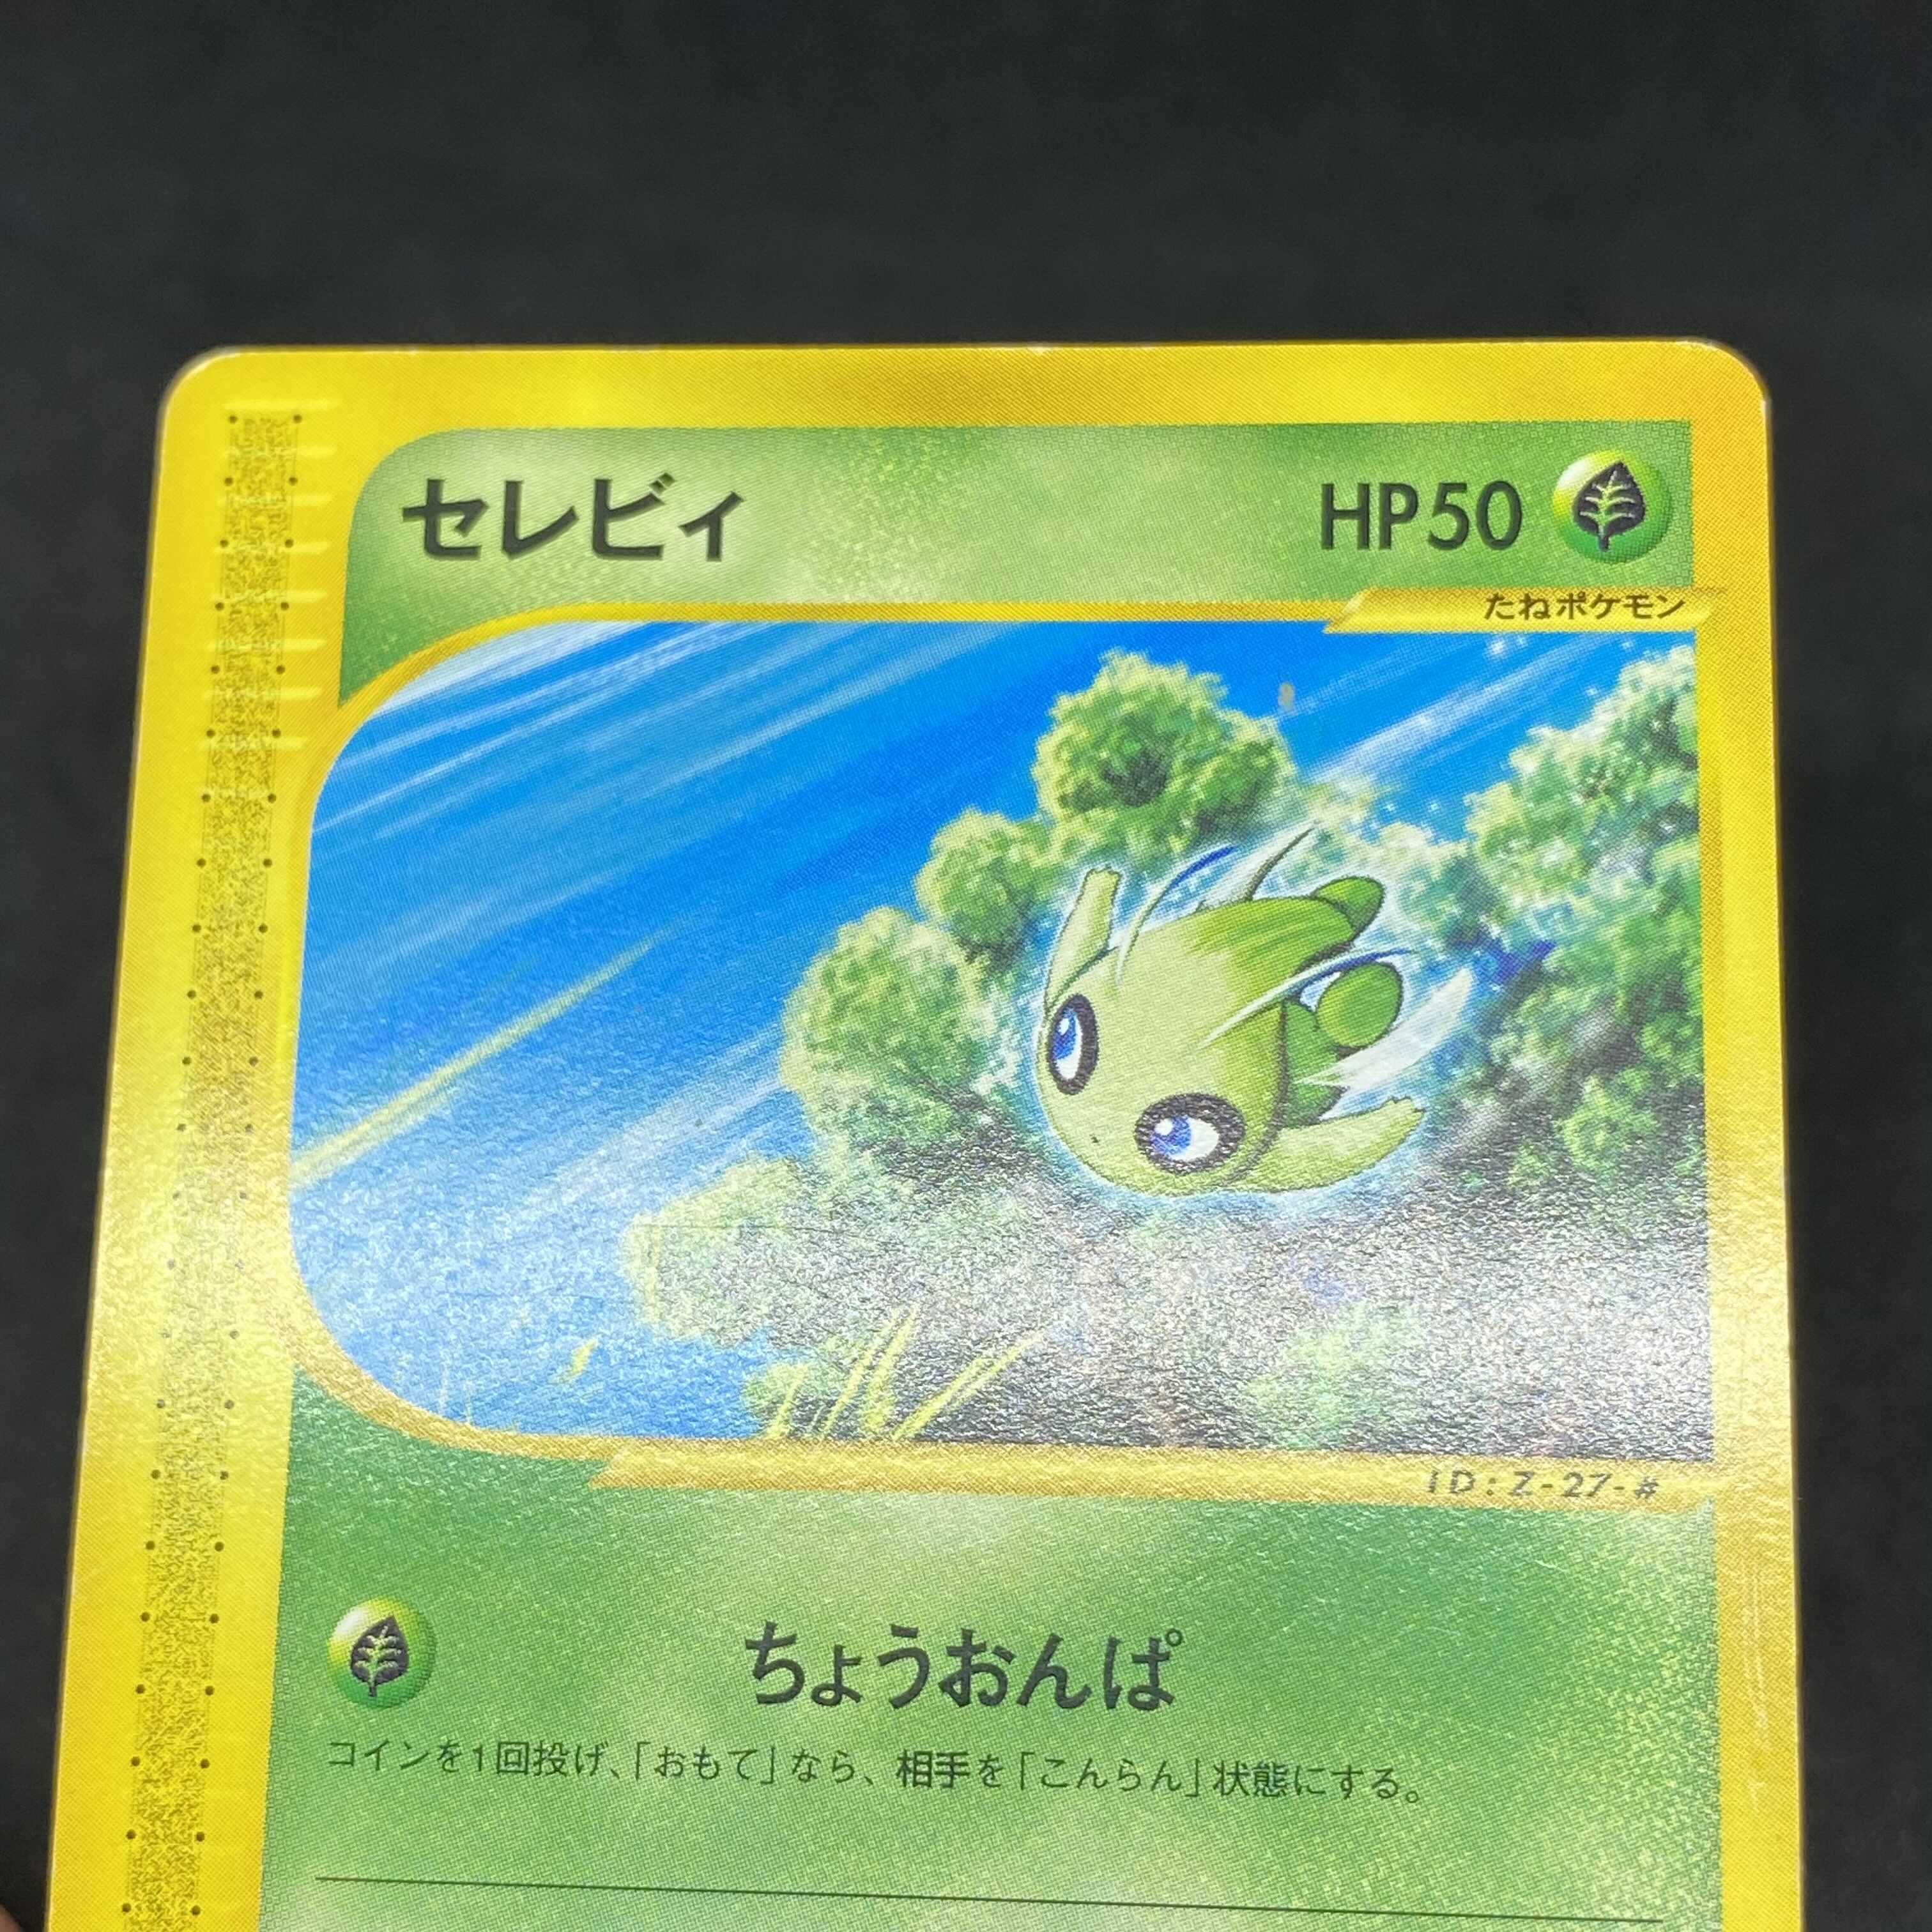 セレビィ HP50
たねポケモン
ID:Z-27-#
ちょうおんぱ
コインを1回投げ、「おもて」なら、相手を「こんらん」状態にする。